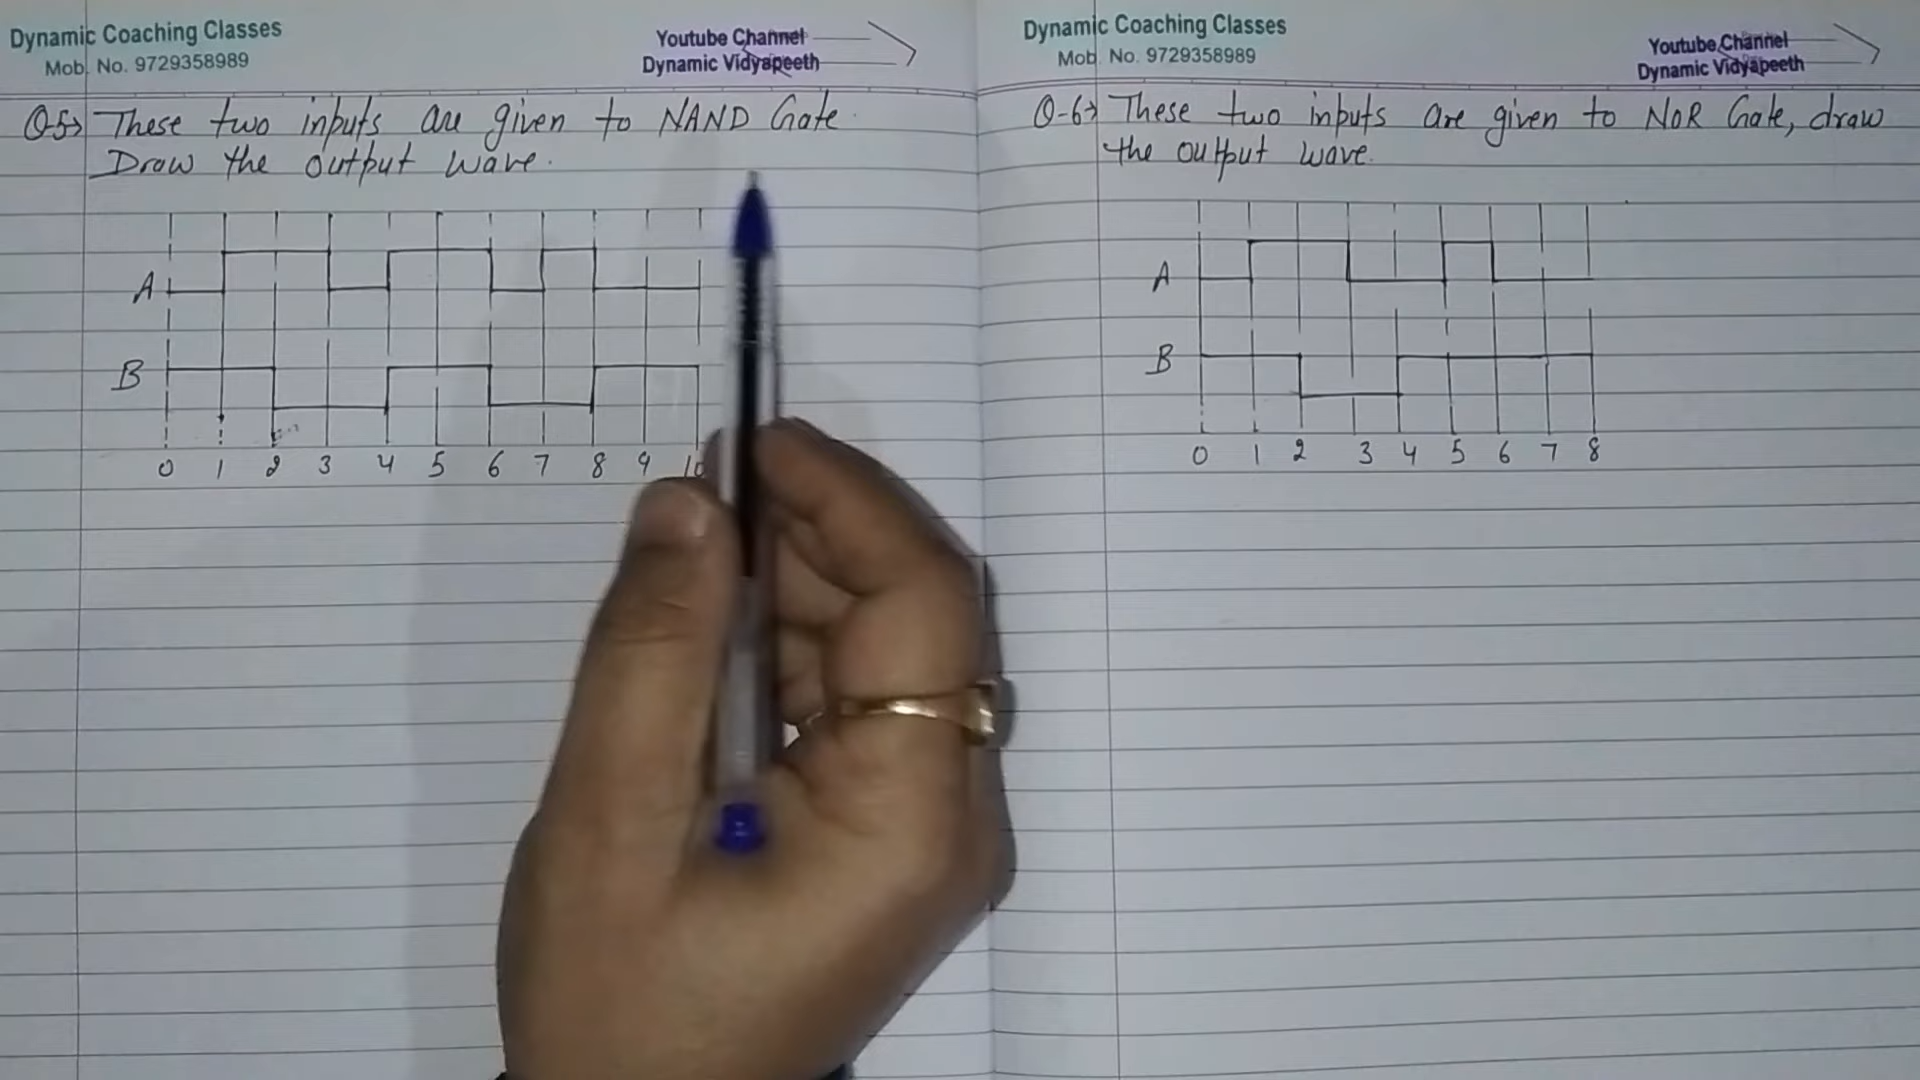 Dynamic Coaching Classes
Mob. No. 9729358989
Youtube Channel
Dynamic Vidyapeeth
Q5> These two inputs are given to NAND Gate.
Draw the output wave.
A
B
0 1 2 3 4 5 6 7 8 9 10
Dynamic Coaching Classes
Mob. No. 9729358989
Youtube Channel
Dynamic Vidyapeeth
Q-6> These two inputs are given to NOR Gate, draw
the output wave.
A
B
0 1 2 3 4 5 6 7 8